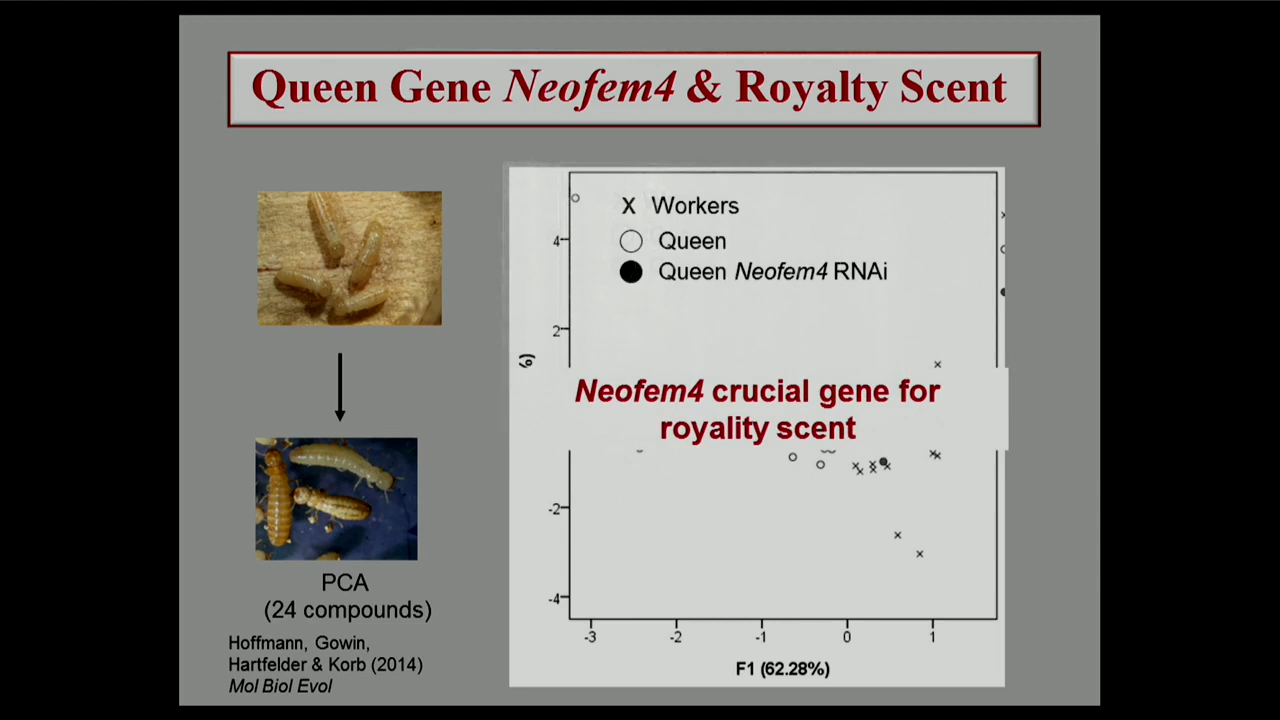 Queen Gene Neofem4 & Royalty Scent
X Workers
Queen
Queen Neofem4 RNAi
4
2
Neofem4 crucial gene for
royality scent
-2
-4
-3 -2 -1 0 1
F1 (62.28%)
PCA
(24 compounds)
Hoffmann, Gowin,
Hartfelder & Korb (2014)
Mol Biol Evol